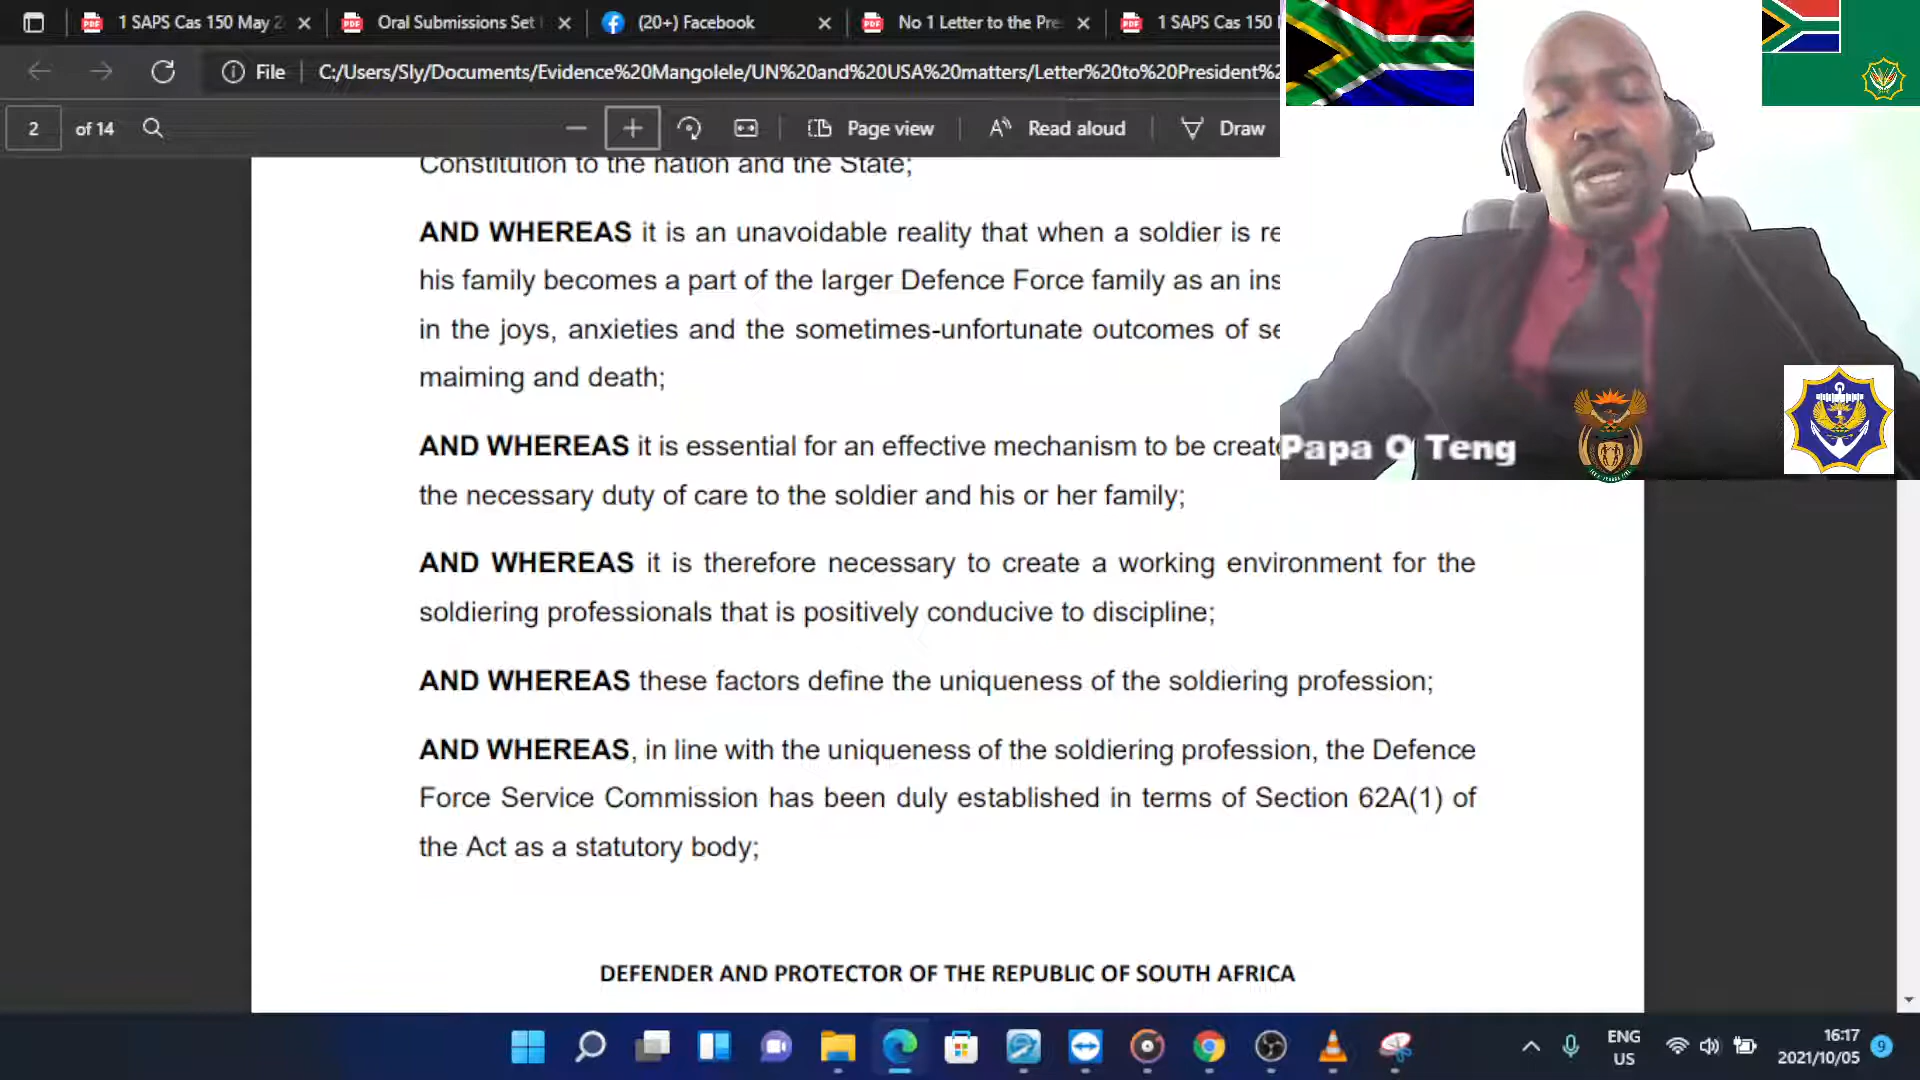 1 SAPS Cas 150 May 2
Oral Submissions Set
(20+) Facebook
No 1 Letter to the Pre
1 SAPS Cas 150
File
C:/Users/Sly/Documents/Evidence%20Mangolele/UN%20and%20USA%20matters/Letter%20to%20President%2
2 of 14
Page view
Read aloud
Draw
Constitution to the nation and the State;
AND WHEREAS it is an unavoidable reality that when a soldier is re
his family becomes a part of the larger Defence Force family as an ins
in the joys, anxieties and the sometimes-unfortunate outcomes of se
maiming and death;
AND WHEREAS it is essential for an effective mechanism to be creat
the necessary duty of care to the soldier and his or her family;
AND WHEREAS it is therefore necessary to create a working environment for the
soldiering professionals that is positively conducive to discipline;
AND WHEREAS these factors define the uniqueness of the soldiering profession;
AND WHEREAS, in line with the uniqueness of the soldiering profession, the Defence
Force Service Commission has been duly established in terms of Section 62A(1) of
the Act as a statutory body;
DEFENDER AND PROTECTOR OF THE REPUBLIC OF SOUTH AFRICA
Papa O Teng
ENG
US
16:17
2021/10/05
9